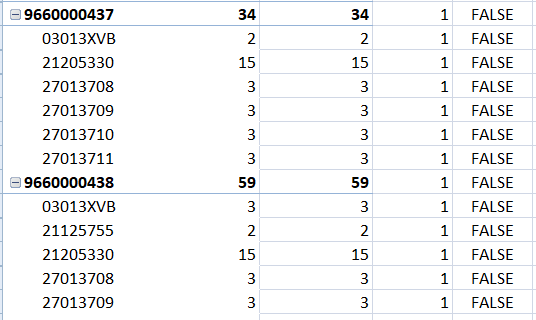 9660000437 34 34 1 FALSE
03013XVB 2 2 1 FALSE
21205330 15 15 1 FALSE
27013708 3 3 1 FALSE
27013709 3 3 1 FALSE
27013710 3 3 1 FALSE
27013711 3 3 1 FALSE
9660000438 59 59 1 FALSE
03013XVB 3 3 1 FALSE
21125755 2 2 1 FALSE
21205330 15 15 1 FALSE
27013708 3 3 1 FALSE
27013709 3 3 1 FALSE